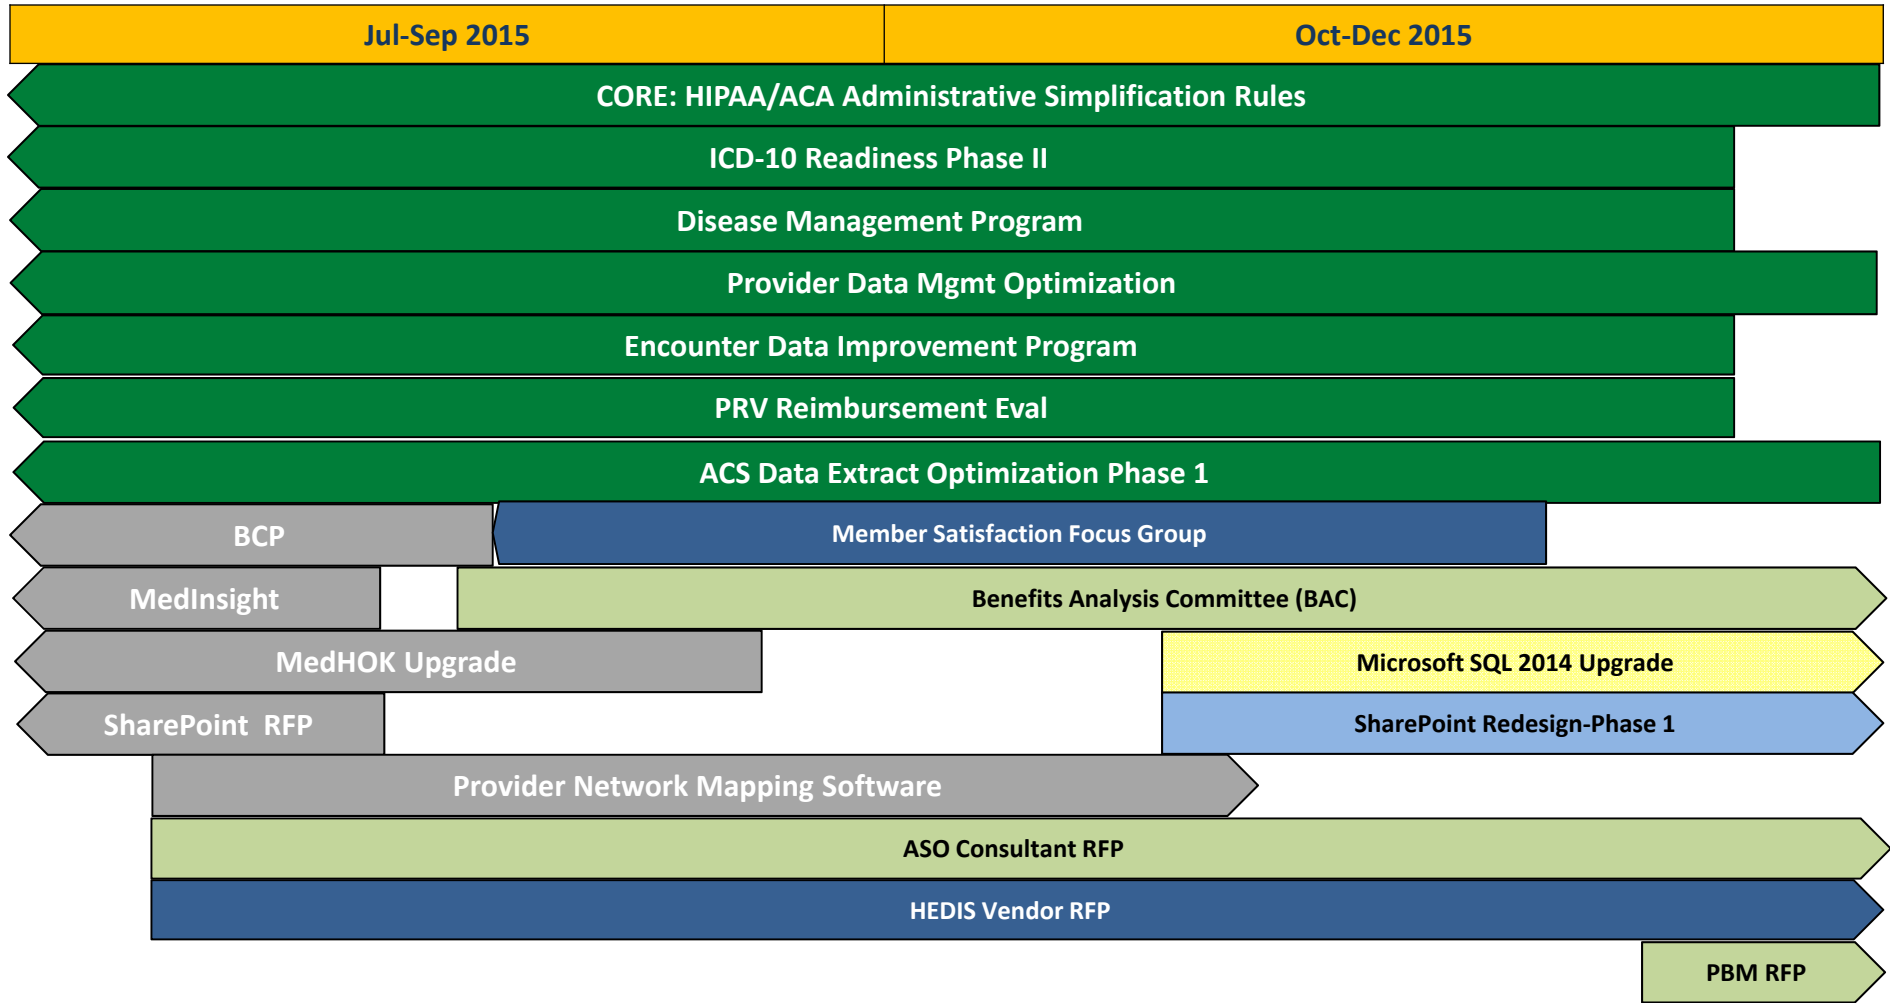 Jul-Sep 2015
Oct-Dec 2015
CORE: HIPAA/ACA Administrative Simplification Rules
ICD-10 Readiness Phase II
Disease Management Program
Provider Data Mgmt Optimization
Encounter Data Improvement Program
PRV Reimbursement Eval
ACS Data Extract Optimization Phase 1
BCP
Member Satisfaction Focus Group
MedInsight
Benefits Analysis Committee (BAC)
MedHOK Upgrade
Microsoft SQL 2014 Upgrade
SharePoint  RFP
SharePoint Redesign-Phase 1
Provider Network Mapping Software
ASO Consultant RFP
HEDIS Vendor RFP
PBM RFP